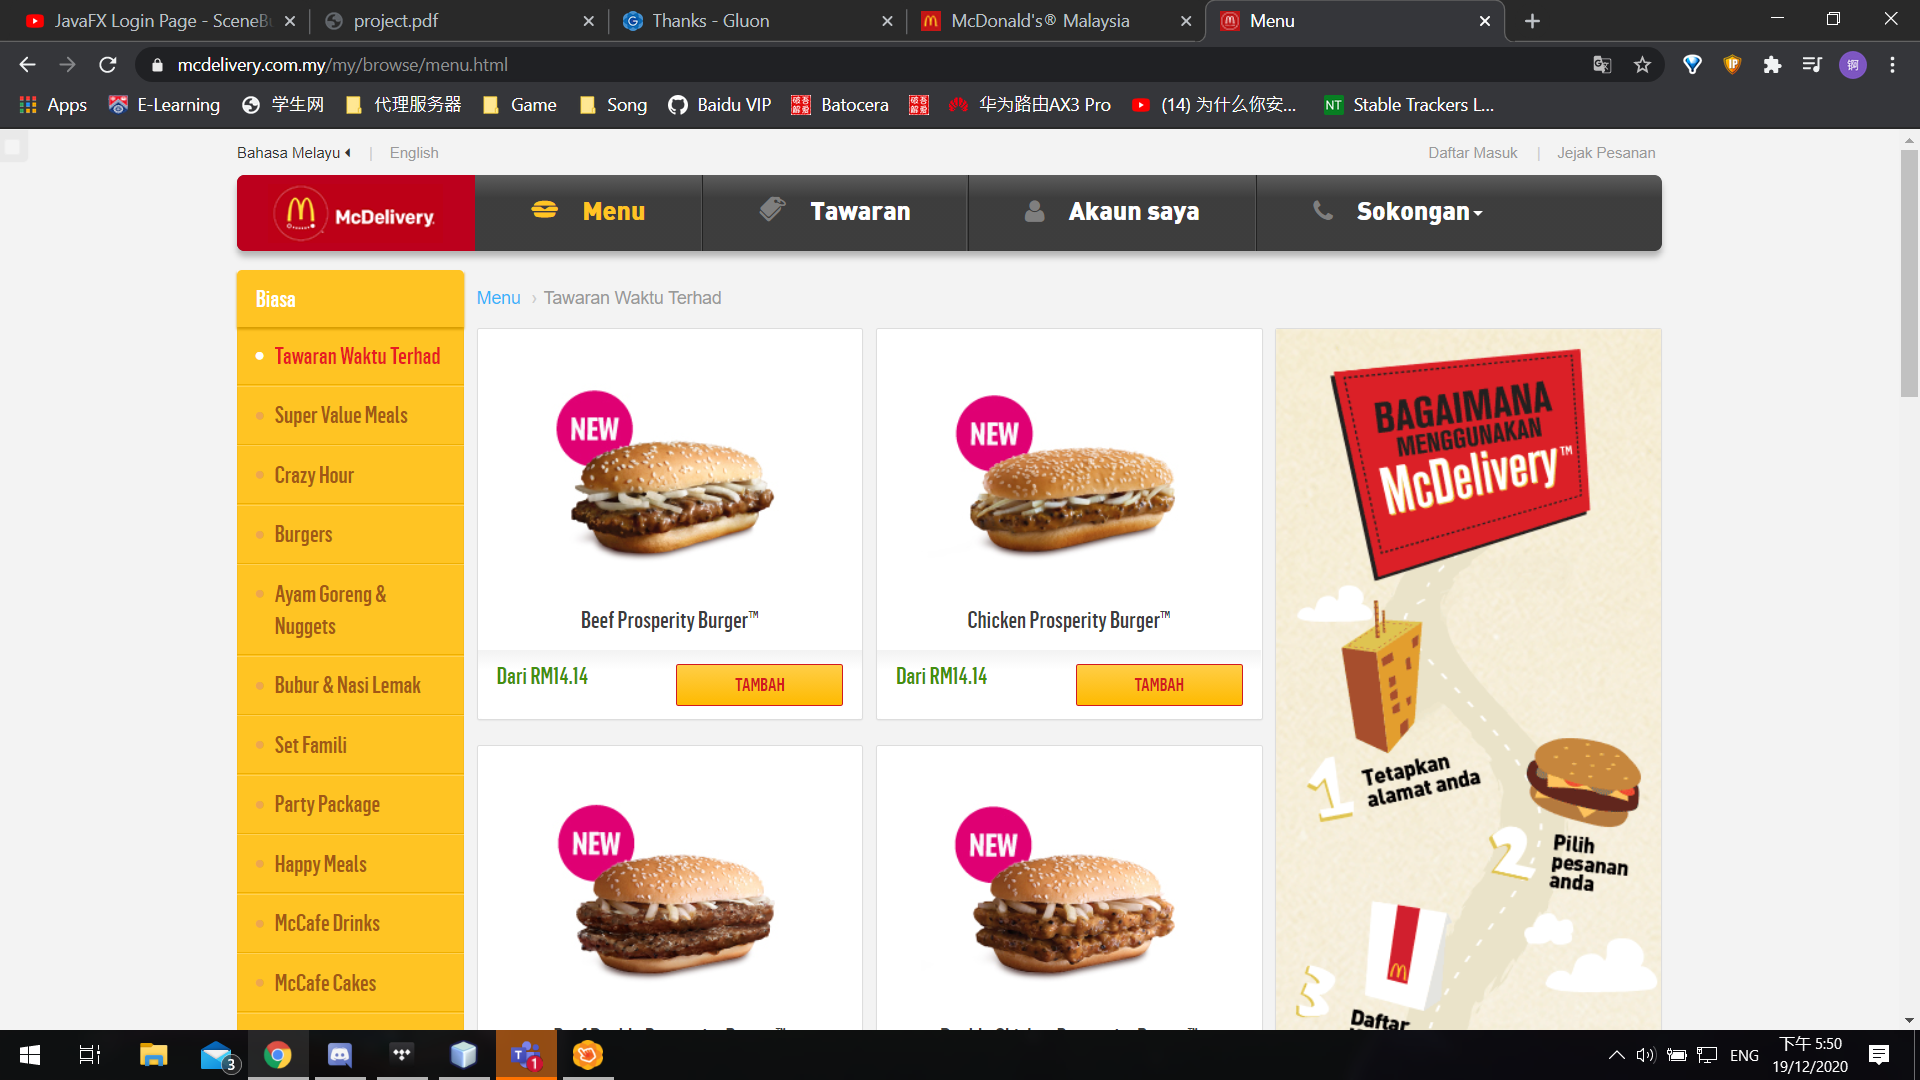 JavaFX Login Page - SceneBu
project.pdf
Thanks - Gluon
McDonald's® Malaysia
Menu
mcdelivery.com.my/my/browse/menu.html
Apps
E-Learning
学生网
代理服务器
Game
Song
Baidu VIP
Batocera
华为路由AX3 Pro
(14) 为什么你安...
NT
Stable Trackers L...
Bahasa Melayu
English
Daftar Masuk
Jejak Pesanan
McDelivery
Menu
Tawaran
Akaun saya
Sokongan
Biasa
Tawaran Waktu Terhad
Super Value Meals
Crazy Hour
Burgers
Ayam Goreng &
Nuggets
Bubur & Nasi Lemak
Set Famili
Party Package
Happy Meals
McCafe Drinks
McCafe Cakes
Menu › Tawaran Waktu Terhad
NEW
Beef Prosperity Burger™
Dari RM14.14
TAMBAH
NEW
Chicken Prosperity Burger™
Dari RM14.14
TAMBAH
NEW
NEW
BAGAIMANA
MENGGUNAKAN
McDelivery™
1
Tetapkan
alamat anda
2
Pilih
pesanan
anda
3
Daftar
3
1
ENG
下午 5:50
19/12/2020